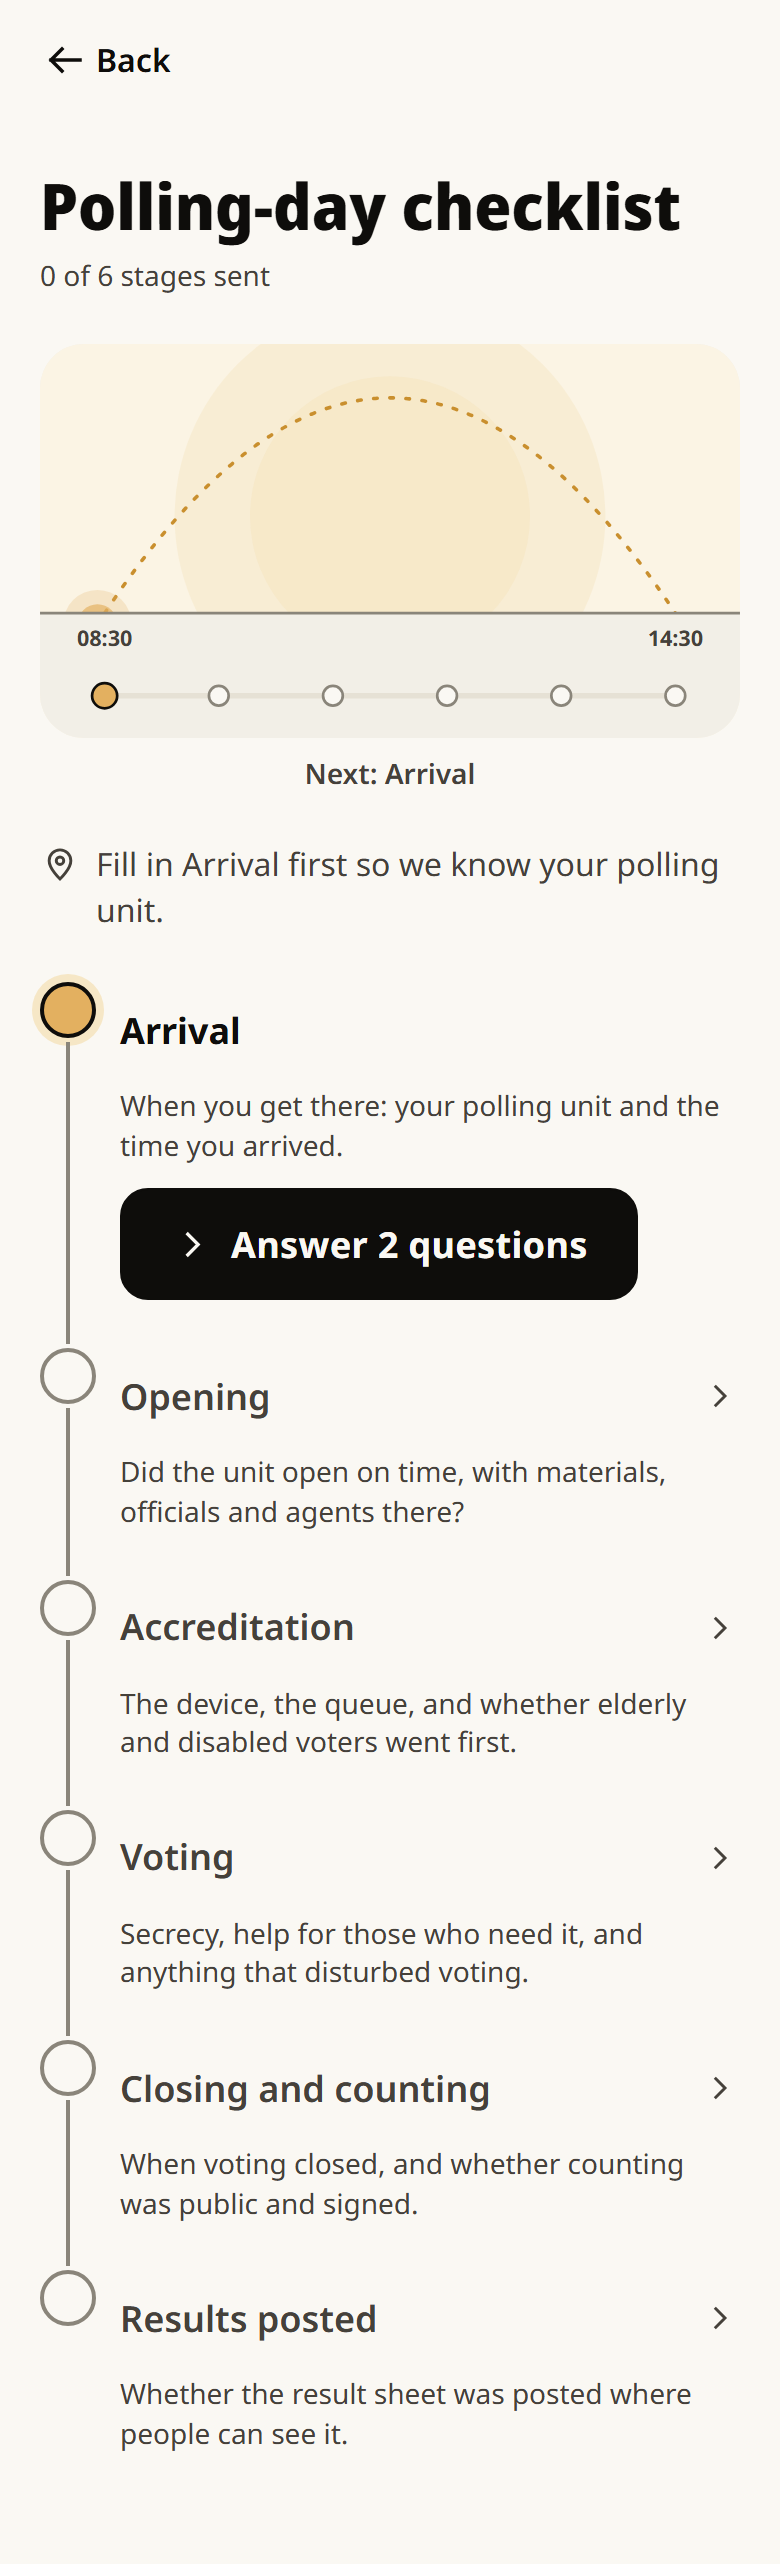 Back
Polling-day checklist
0 of 6 stages sent
08:30
14:30
Next: Arrival
Fill in Arrival first so we know your polling
unit.
Arrival
When you get there: your polling unit and the
time you arrived.
Answer 2 questions
Opening
Did the unit open on time, with materials,
officials and agents there?
Accreditation
The device, the queue, and whether elderly
and disabled voters went first.
Voting
Secrecy, help for those who need it, and
anything that disturbed voting.
Closing and counting
When voting closed, and whether counting
was public and signed.
Results posted
Whether the result sheet was posted where
people can see it.